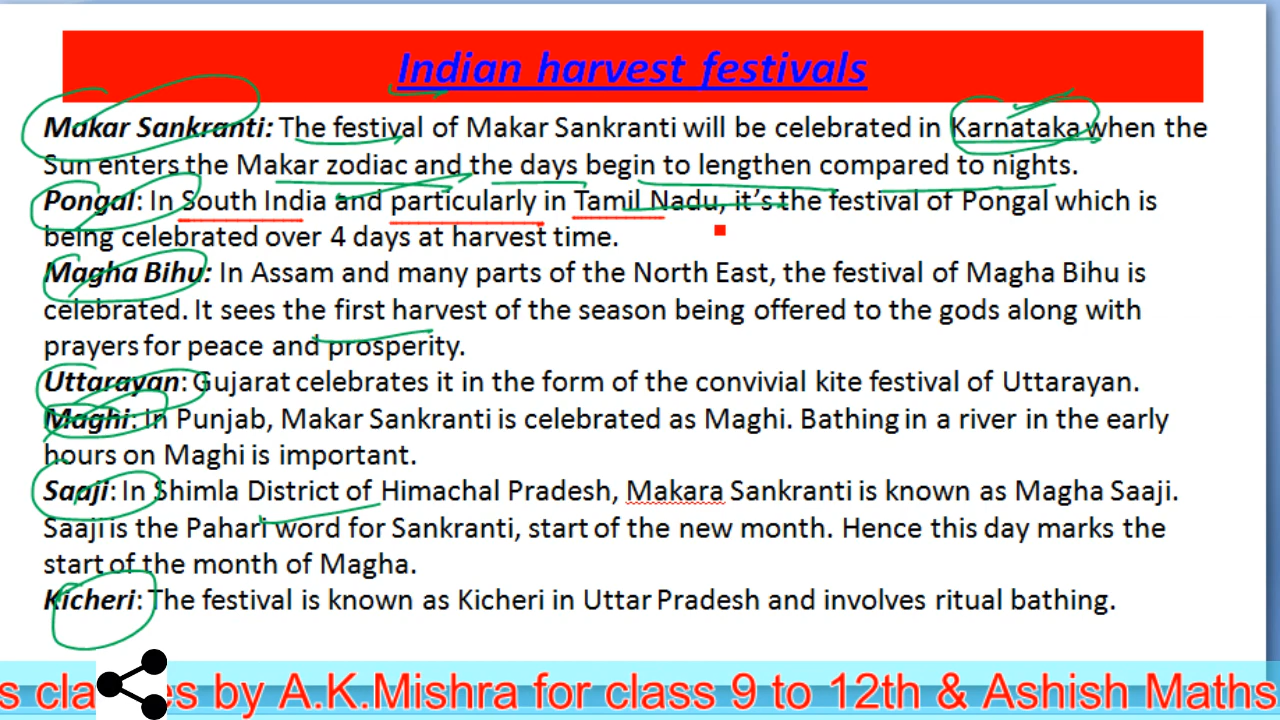 Indian harvest festivals
Makar Sankranti: The festival of Makar Sankranti will be celebrated in Karnataka when the
Sun enters the Makar zodiac and the days begin to lengthen compared to nights.
Pongal: In South India and particularly in Tamil Nadu, it’s the festival of Pongal which is
being celebrated over 4 days at harvest time.
Magha Bihu: In Assam and many parts of the North East, the festival of Magha Bihu is
celebrated. It sees the first harvest of the season being offered to the gods along with
prayers for peace and prosperity.
Uttarayan: Gujarat celebrates it in the form of the convivial kite festival of Uttarayan.
Maghi: In Punjab, Makar Sankranti is celebrated as Maghi. Bathing in a river in the early
hours on Maghi is important.
Saaji: In Shimla District of Himachal Pradesh, Makara Sankranti is known as Magha Saaji.
Saaji is the Pahari word for Sankranti, start of the new month. Hence this day marks the
start of the month of Magha.
Kicheri: The festival is known as Kicheri in Uttar Pradesh and involves ritual bathing.
by A.K.Mishra for class 9 to 12th & Ashish Maths